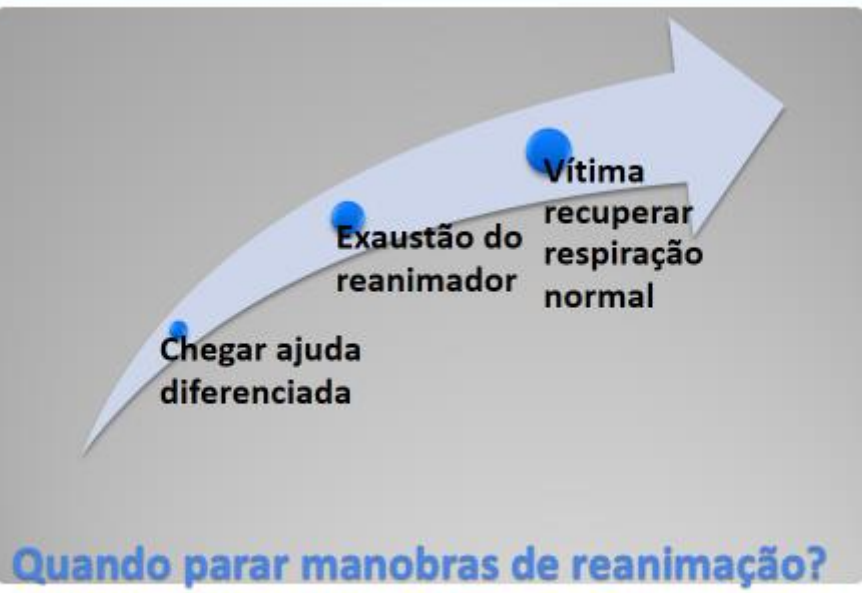 Vítima
recuperar
respiração
normal
Exaustão do
reanimador
Chegar ajuda
diferenciada
Quando parar manobras de reanimação?